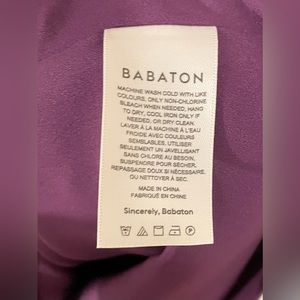 BABATON
MACHINE WASH COLD WITH LIKE
COLOURS, ONLY NON-CHLORINE
BLEACH WHEN NEEDED, HANG
TO DRY, COOL IRON ONLY IF
NEEDED, OR DRY CLEAN.
LAVER À LA MACHINE À L'EAU
FROIDE AVEC COULEURS
SEMBLABLES, UTILISER
SEULEMENT UN JAVELLISANT
SANS CHLORE AU BESOIN,
SUSPENDRE POUR SÉCHER,
REPASSAGE DOUX SI NÉCESSAIRE,
OU NETTOYER À SEC.
MADE IN CHINA
FABRIQUÉ EN CHINE
Sincerely, Babaton